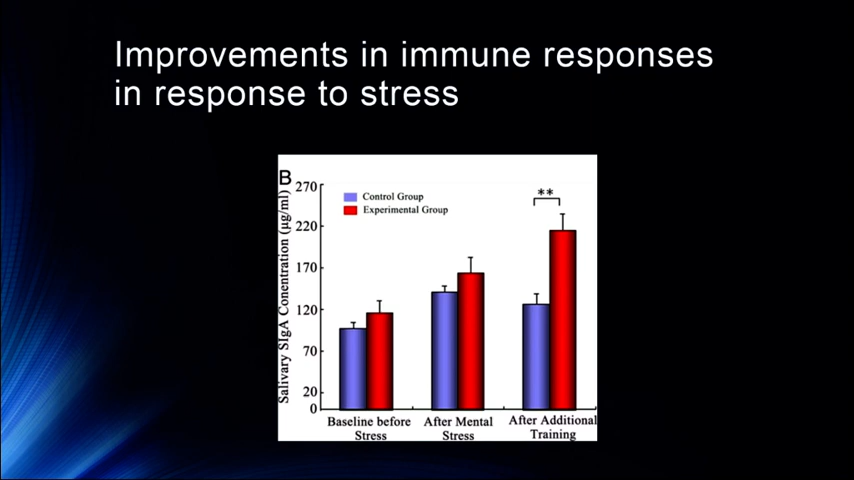 Improvements in immune responses
in response to stress
B
Salivary SIgA Conentration (µg/ml)
270
220
170
120
70
20
0
Control Group
Experimental Group
**
Baseline before
Stress
After Mental
Stress
After Additional
Training